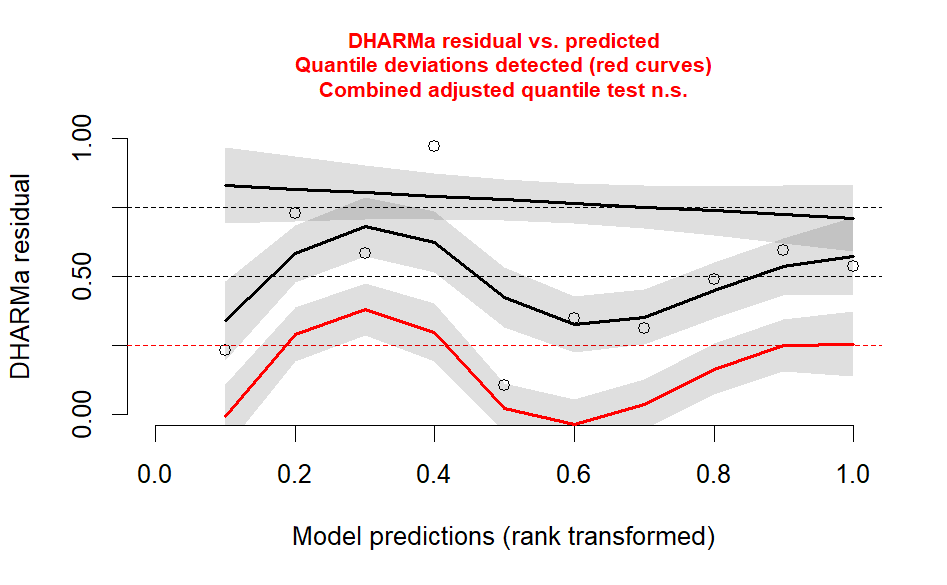 DHARMa residual vs. predicted
Quantile deviations detected (red curves)
Combined adjusted quantile test n.s.
DHARMa residual
1.00
0.50
0.00
0.0 0.2 0.4 0.6 0.8 1.0
Model predictions (rank transformed)